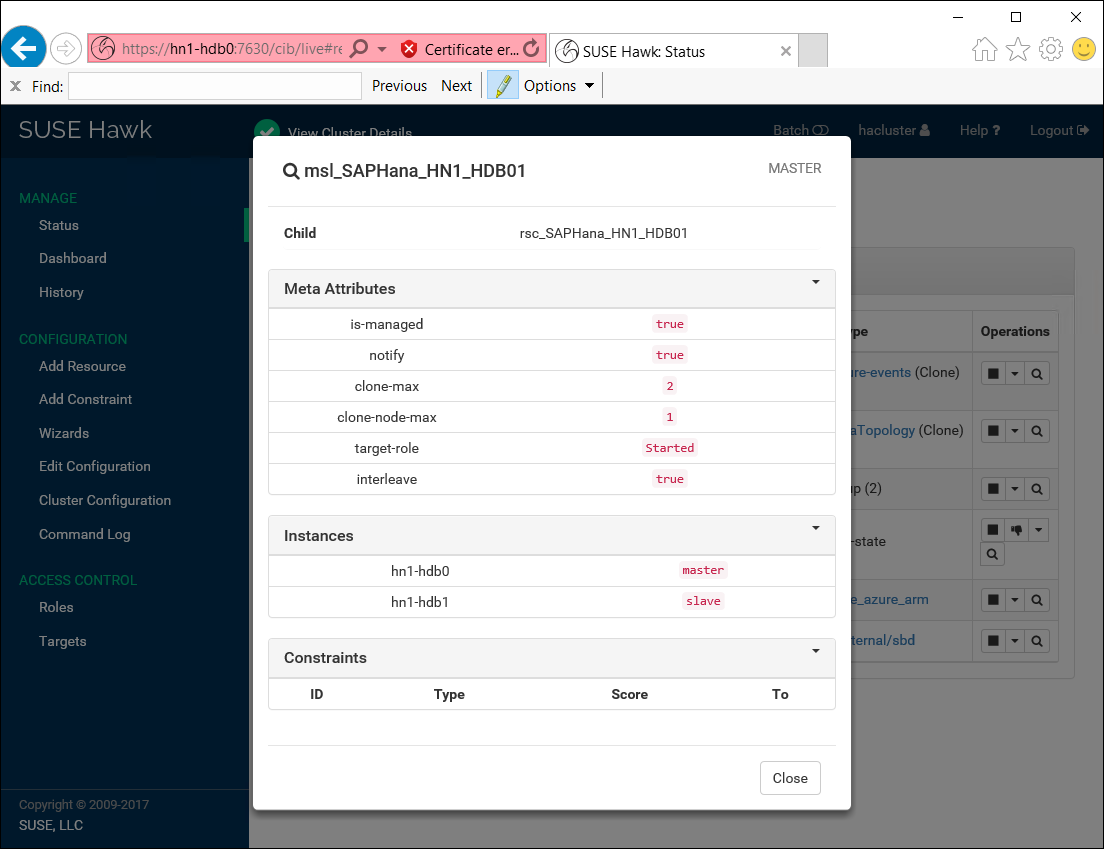 https://hn1-hdb0:7630/cib/live#re
Certificate er...
SUSE Hawk: Status
Find:
Previous
Next
Options
SUSE Hawk
View Cluster Details
Batch
hacluster
Help ?
Logout
MANAGE
Status
Dashboard
History
CONFIGURATION
Add Resource
Add Constraint
Wizards
Edit Configuration
Cluster Configuration
Command Log
ACCESS CONTROL
Roles
Targets
Copyright © 2009-2017
SUSE, LLC
msl_SAPHana_HN1_HDB01
MASTER
Child rsc_SAPHana_HN1_HDB01
Meta Attributes
is-managed true
notify true
clone-max 2
clone-node-max 1
target-role Started
interleave true
Instances
hn1-hdb0 master
hn1-hdb1 slave
Constraints
ID Type Score To
Close
pe Operations
re-events (Clone)
aTopology (Clone)
p (2)
-state
e_azure_arm
ternal/sbd